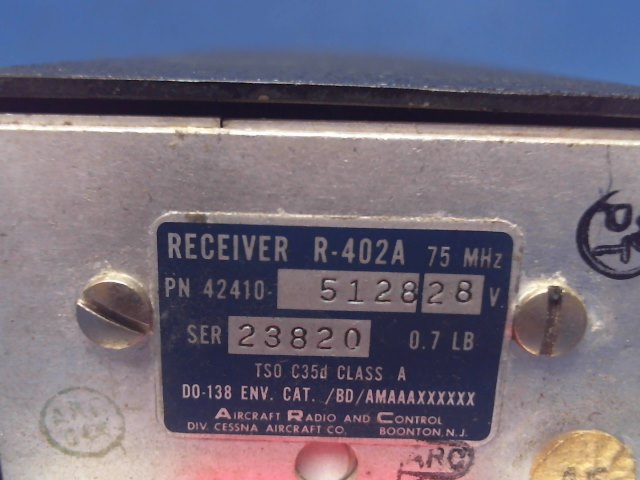 RECEIVER R-402A 75 MHz
PN 42410- 5128 28 V.
SER 23820 0.7 LB
TSO C35d CLASS A
DO-138 ENV. CAT. /BD/AMAAAXXXXXX
AIRCRAFT RADIO AND CONTROL
DIV. CESSNA AIRCRAFT CO. BOONTON, N.J.
ARC